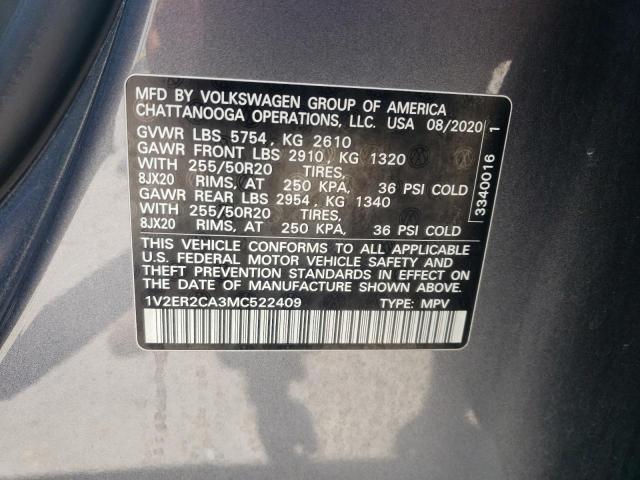 MFD BY VOLKSWAGEN GROUP OF AMERICA
CHATTANOOGA OPERATIONS, LLC. USA 08/2020
GVWR LBS 5754, KG 2610
GAWR FRONT LBS 2910, KG 1320
WITH 255/50R20 TIRES,
8JX20 RIMS, AT 250 KPA, 36 PSI COLD
GAWR REAR LBS 2954, KG 1340
WITH 255/50R20 TIRES,
8JX20 RIMS, AT 250 KPA, 36 PSI COLD
THIS VEHICLE CONFORMS TO ALL APPLICABLE
U.S. FEDERAL MOTOR VEHICLE SAFETY AND
THEFT PREVENTION STANDARDS IN EFFECT ON
THE DATE OF MANUFACTURE SHOWN ABOVE.
1V2ER2CA3MC522409 TYPE: MPV
3340016 1